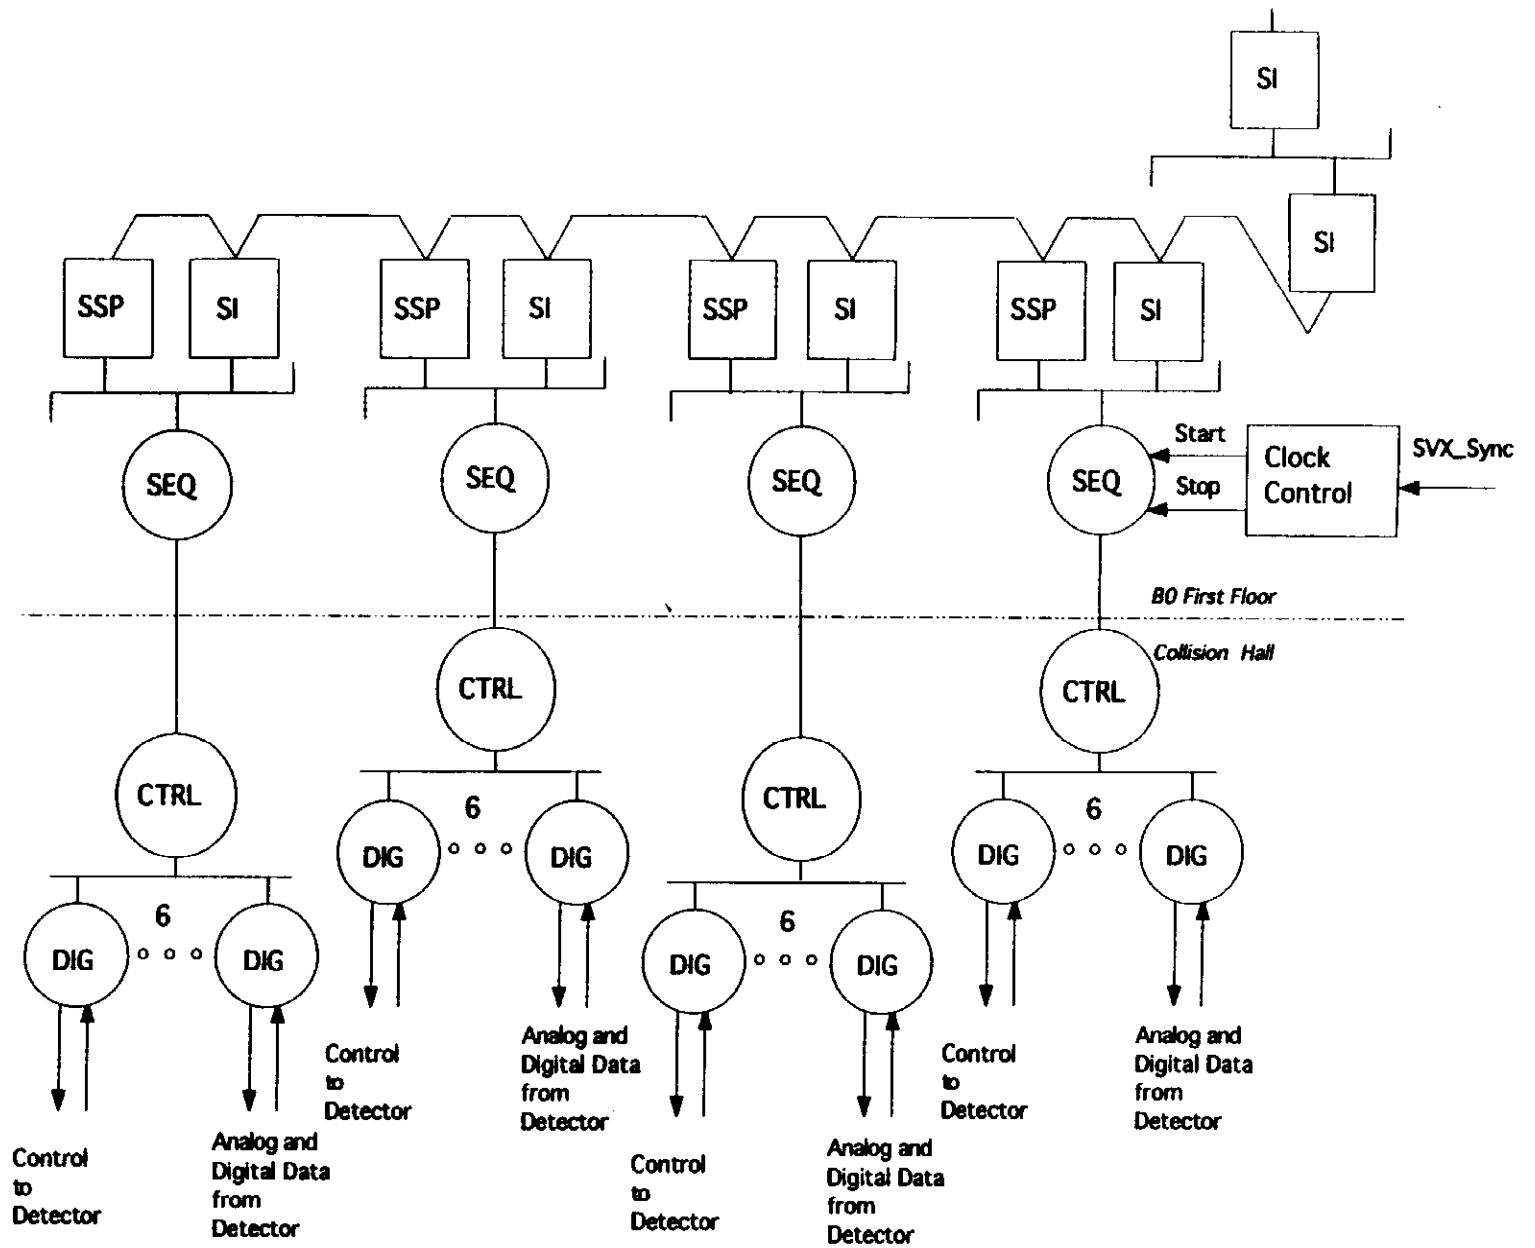 SI
SI
SSP
SI
SSP
SI
SSP
SI
SSP
SI
SEQ
SEQ
SEQ
SEQ
Start
Stop
Clock
Control
SVX_Sync
B0 First Floor
Collision Hall
CTRL
CTRL
CTRL
CTRL
6
DIG
DIG
6
DIG
DIG
6
DIG
DIG
6
DIG
DIG
Control
to
Detector
Analog and
Digital Data
from
Detector
Control
to
Detector
Analog and
Digital Data
from
Detector
Control
to
Detector
Analog and
Digital Data
from
Detector
Control
to
Detector
Analog and
Digital Data
from
Detector